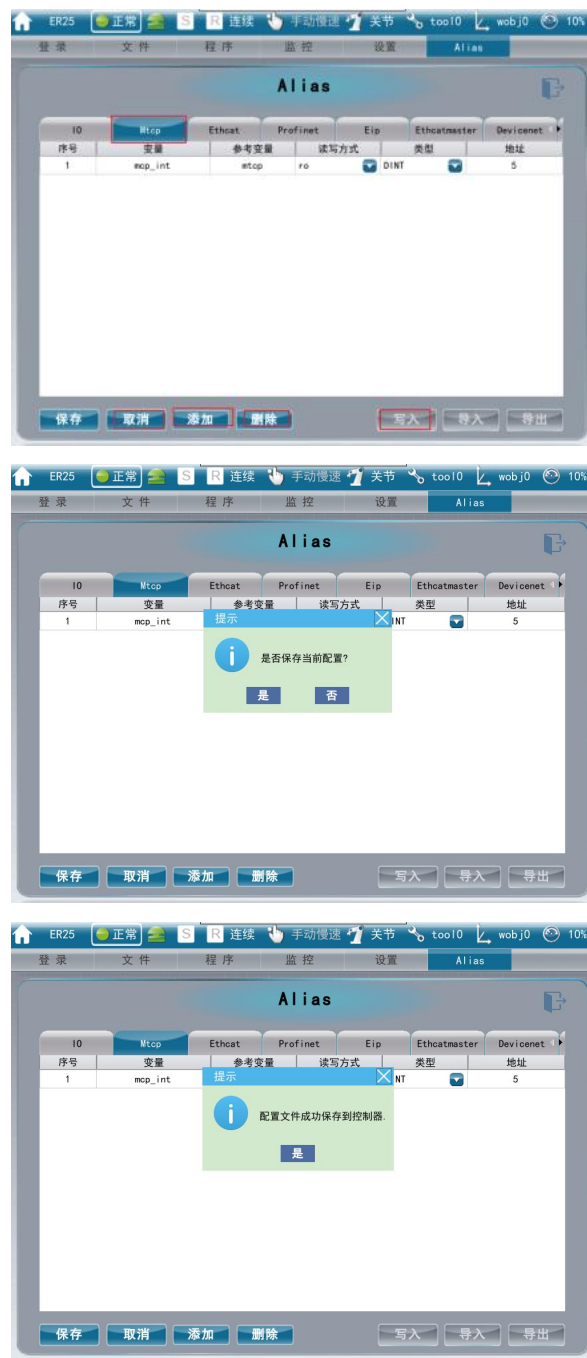 ER25 正常 S R 连续 手动慢速 关节 tool0 wobj0 10%
登录 文件 程序 监控 设置 Alias
Alias
IO Mtcp Ethcat Profinet Eip Ethcatmaster Devicenet
序号 变量 参考变量 读写方式 类型 地址
1 mcp_int mtcp ro DINT 5
保存 取消 添加 删除 写入 导入 导出
ER25 正常 S R 连续 手动慢速 关节 tool0 wobj0 10%
登录 文件 程序 监控 设置 Alias
Alias
IO Mtcp Ethcat Profinet Eip Ethcatmaster Devicenet
序号 变量 参考变量 读写方式 类型 地址
1 mcp_int INT 5
提示
是否保存当前配置?
是 否
保存 取消 添加 删除 写入 导入 导出
ER25 正常 S R 连续 手动慢速 关节 tool0 wobj0 10%
登录 文件 程序 监控 设置 Alias
Alias
IO Mtcp Ethcat Profinet Eip Ethcatmaster Devicenet
序号 变量 参考变量 读写方式 类型 地址
1 mcp_int NT 5
提示
配置文件成功保存到控制器.
是
保存 取消 添加 删除 写入 导入 导出